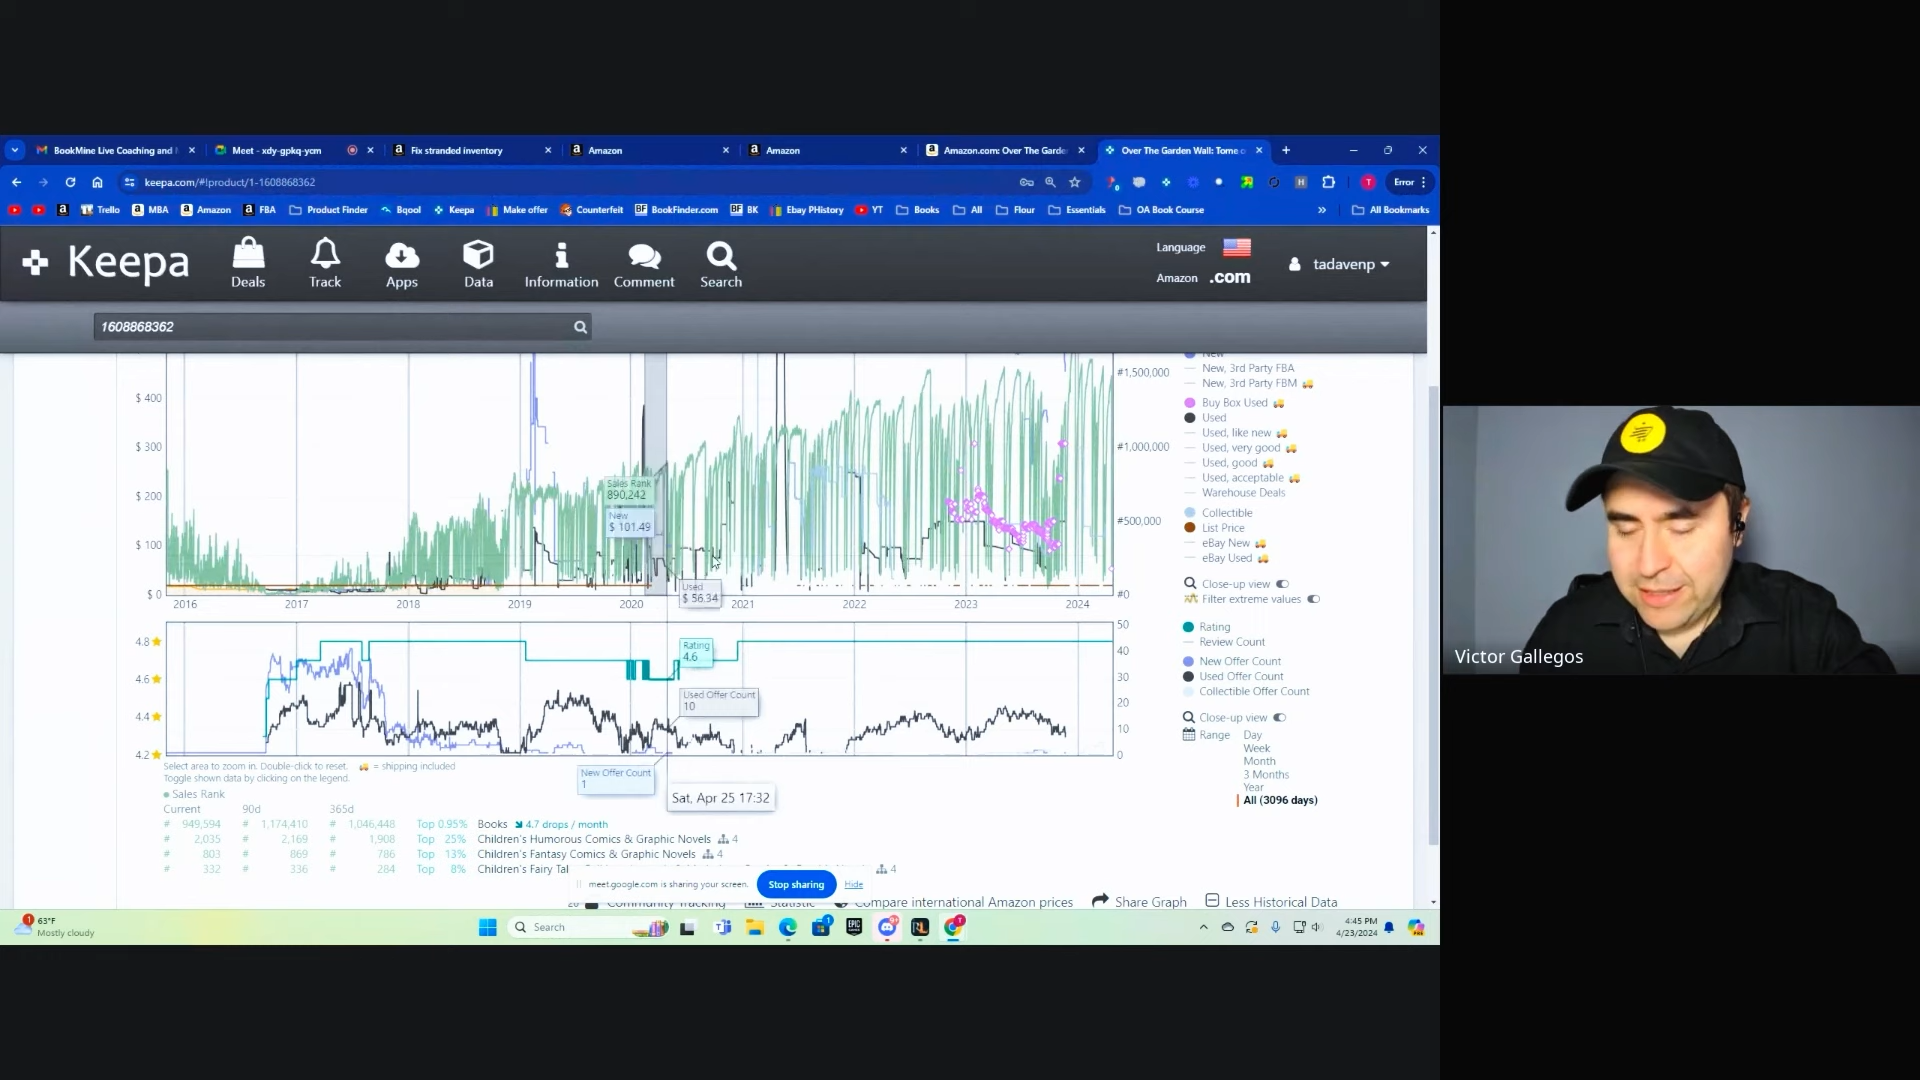 BookMine Live Coaching and
Meet - xdy-gpkq-ycm
Fix stranded inventory
Amazon
Amazon
Amazon.com: Over The Garde
Over The Garden Wall: Tome o
keepa.com/#!product/1-1608868362
T
Error
Trello
MBA
Amazon
FBA
Product Finder
Bqool
Keepa
Make offer
Counterfeit
BookFinder.com
BK
Ebay PHistory
YT
Books
All
Flour
Essentials
OA Book Course
»
All Bookmarks
Keepa
Deals
Track
Apps
Data
Information
Comment
Search
Language
Amazon .com
tadavenp
1608868362
$ 400
$ 300
$ 200
$ 100
$ 0
#1,500,000
#1,000,000
#500,000
#0
Sales Rank
890,242
New
$ 101.49
Used
$ 56.34
2016 2017 2018 2019 2020 2021 2022 2023 2024
New
New, 3rd Party FBA
New, 3rd Party FBM
Buy Box Used
Used
Used, like new
Used, very good
Used, good
Used, acceptable
Warehouse Deals
Collectible
List Price
eBay New
eBay Used
Close-up view
Filter extreme values
4.8
4.6
4.4
4.2
50
40
30
20
10
0
Rating
4.6
Used Offer Count
10
New Offer Count
1
Sat, Apr 25 17:32
Rating
Review Count
New Offer Count
Used Offer Count
Collectible Offer Count
Close-up view
Range
Day
Week
Month
3 Months
Year
All (3096 days)
Select area to zoom in. Double-click to reset. = shipping included
Toggle shown data by clicking on the legend.
Sales Rank
Current 90d 365d
# 949,594 # 1,174,410 # 1,046,448 Top 0.95% Books 4.7 drops / month
# 2,035 # 2,169 # 1,908 Top 25% Children's Humorous Comics & Graphic Novels 4
# 803 # 869 # 786 Top 13% Children's Fantasy Comics & Graphic Novels 4
# 332 # 336 # 284 Top 8% Children's Fairy Tal 4
meet.google.com is sharing your screen.
Stop sharing
Hide
Community Tracking
Statistic
Compare international Amazon prices
Share Graph
Less Historical Data
63°F
Mostly cloudy
Search
4:45 PM
4/23/2024
Victor Gallegos